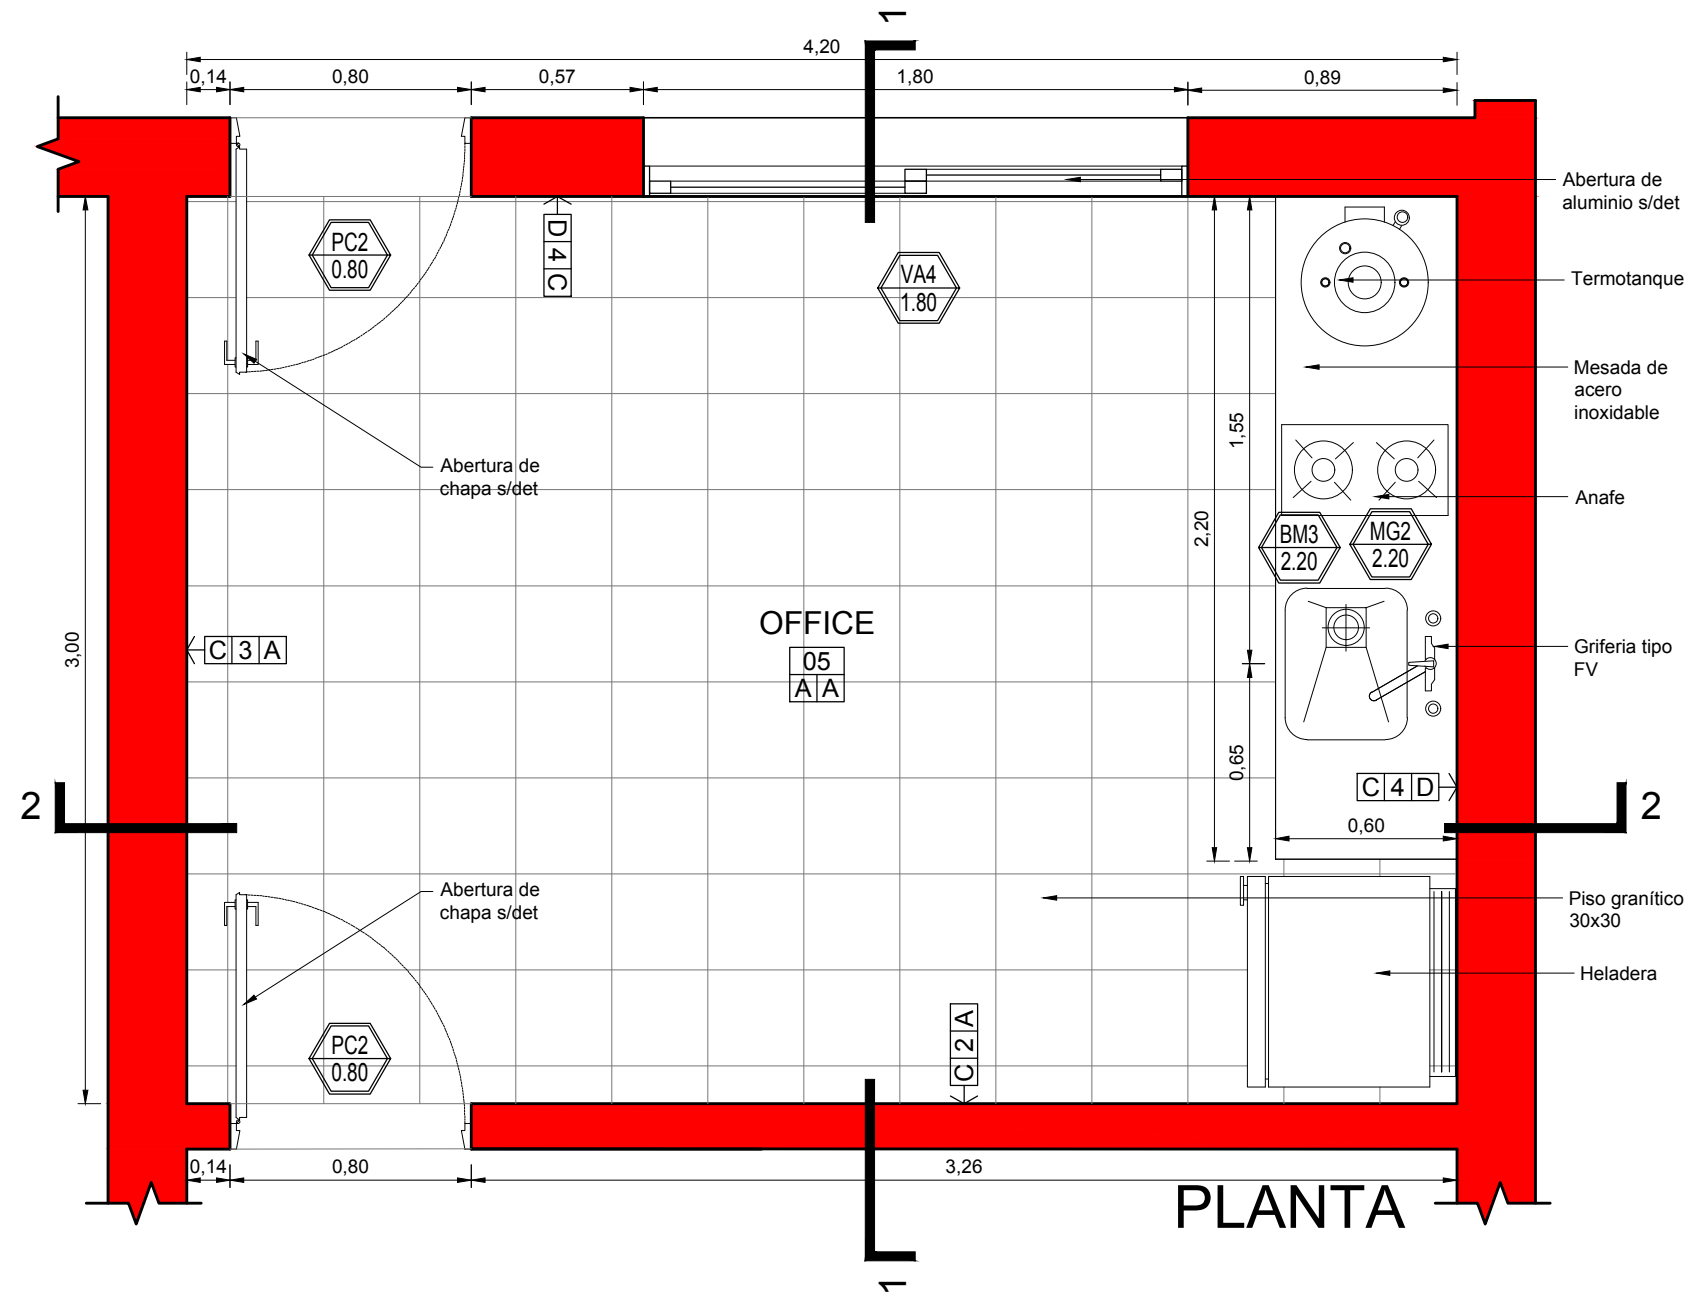 1
4,20
0,14
0,80
0,57
1,80
0,89
Abertura de
aluminio s/det
PC2
0.80
D 4 C
VA4
1.80
Termotanque
Mesada de
acero
inoxidable
1,55
Abertura de
chapa s/det
Anafe
2,20
BM3
2.20
MG2
2.20
OFFICE
05
A A
3,00
C 3 A
Griferia tipo
FV
0,65
C 4 D
2
2
0,60
Abertura de
chapa s/det
Piso granítico
30x30
Heladera
C 2 A
PC2
0.80
0,14
0,80
3,26
PLANTA
1